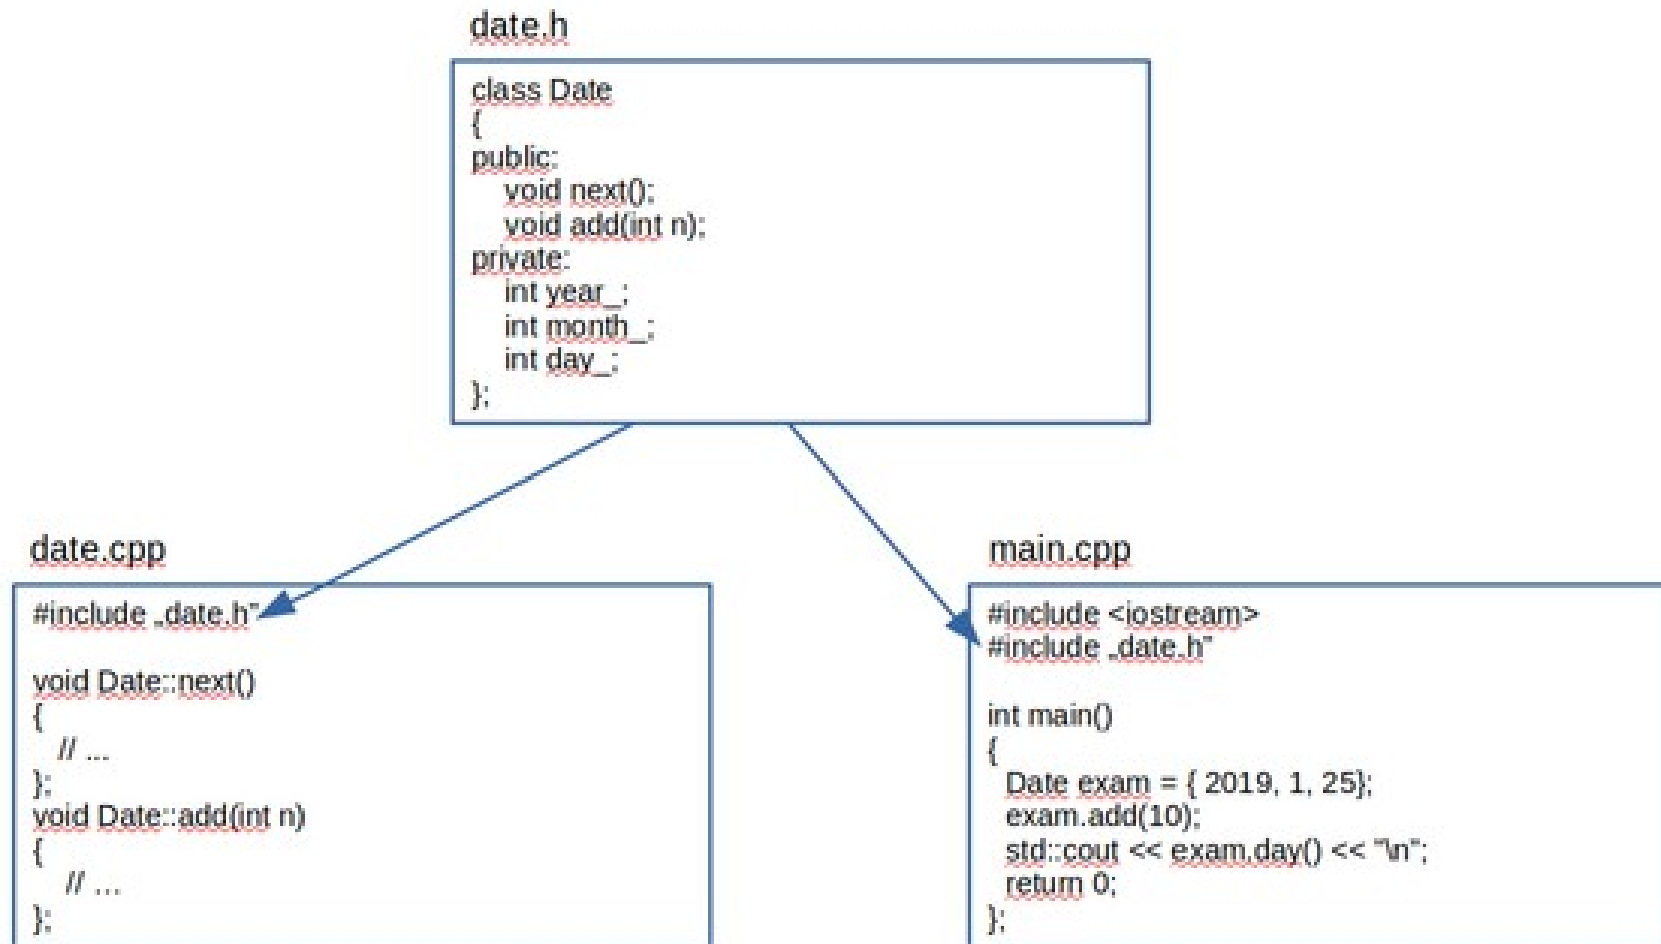 date.h
class Date
{
public:
void next();
void add(int n);
private:
int year_;
int month_;
int day_;
};
date.cpp
#include „date.h”
void Date::next()
{
// ...
};
void Date::add(int n)
{
// ...
};
main.cpp
#include <iostream>
#include „date.h”
int main()
{
Date exam = { 2019, 1, 25};
exam.add(10);
std::cout << exam.day() << "\n";
return 0;
};